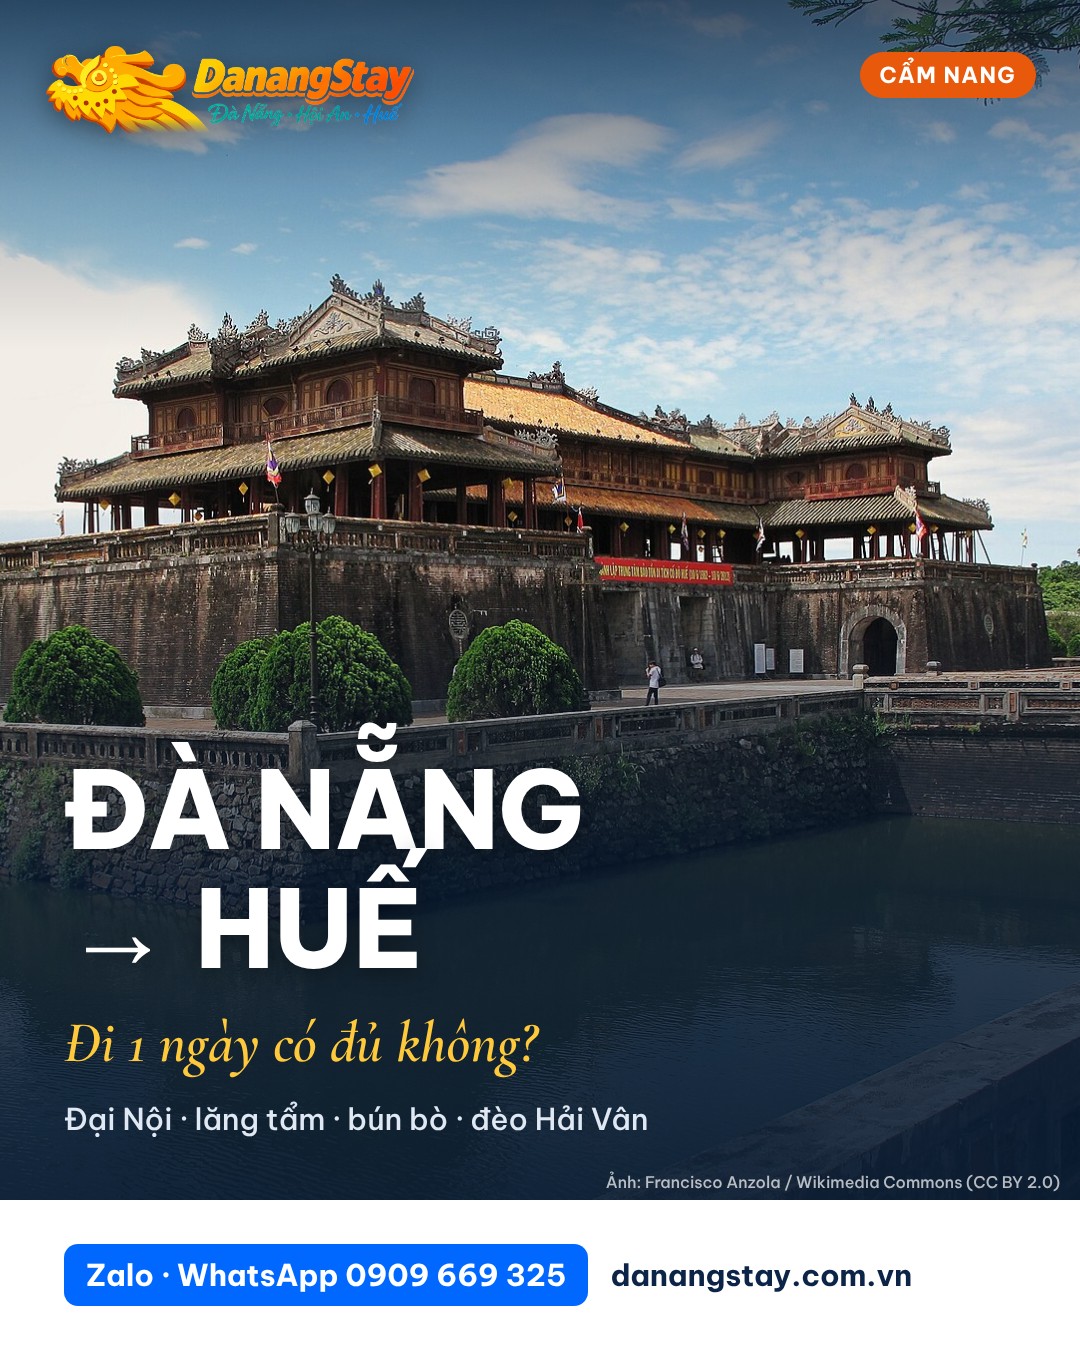 DanangStay
Đà Nẵng · Hội An · Huế
CẨM NANG
ĐÀ NẴNG
→ HUẾ
Đi 1 ngày có đủ không?
Đại Nội · lăng tẩm · bún bò · đèo Hải Vân
Ảnh: Francisco Anzola / Wikimedia Commons (CC BY 2.0)
Zalo · WhatsApp 0909 669 325
danangstay.com.vn